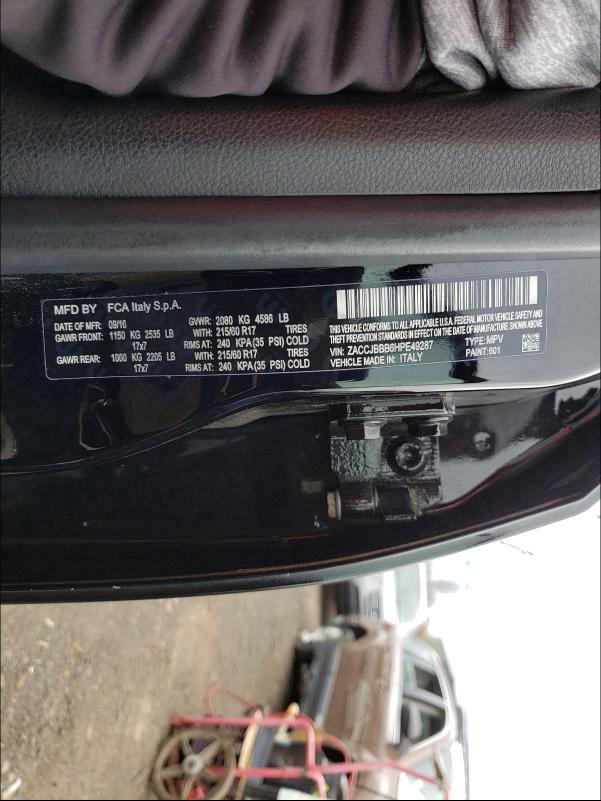 MFD BY FCA Italy S.p.A.
DATE OF MFR: 09/16 GVWR: 2080 KG 4586 LB
GAWR FRONT: 1150 KG 2535 LB WITH: 215/60 R17 TIRES
17x7 RIMS AT: 240 KPA(35 PSI) COLD
GAWR REAR: 1000 KG 2205 LB WITH: 215/60 R17 TIRES
17x7 RIMS AT: 240 KPA(35 PSI) COLD
THIS VEHICLE CONFORMS TO ALL APPLICABLE U.S.A. FEDERAL MOTOR VEHICLE SAFETY AND
THEFT PREVENTION STANDARDS IN EFFECT ON THE DATE OF MANUFACTURE SHOWN ABOVE
VIN: ZACCJBBB6HPE49287 TYPE: MPV
VEHICLE MADE IN: ITALY PAINT: 601